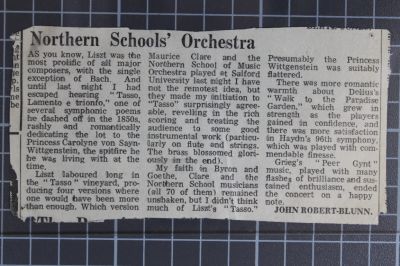 Northern Schools' Orchestra
AS you know, Liszt was the
most prolific of all major
composers, with the single
exception of Bach. And
until last night I had
escaped hearing "Tasso,
Lamento e trionfo," one of
several symphonic poems
he dashed off in the 1850s,
rashly and romantically
dedicating the lot to the
Princess Carolyne von Sayn-
Wittgenstein, the spitfire he
he was living with at the
time.
Liszt laboured long in
the "Tasso" vineyard, pro-
ducing four versions where
one would have been more
than enough. Which version
Maurice Clare and the
Northern School of Music
Orchestra played at Salford
University last night I have
not the remotest idea, but
they made my initiation to
"Tasso" surprisingly agree-
able, revelling in the rich
scoring and treating the
audience to some good
instrumental work (particu-
larly on flute and strings.
The brass blossomed glori-
ously in the end).
My faith in Byron and
Goethe, Clare and the
Northern School musicians
(all 70 of them) remained
unshaken, but I didn't think
much of Liszt's "Tasso."
Presumably the Princess
Wittgenstein was suitably
flattered.
There was more romantic
warmth about Delius's
"Walk to the Paradise
Garden," which grew in
strength as the players
gained in confidence, and
there was more satisfaction
in Haydn's 96th symphony,
which was played with com-
mendable finesse.
Grieg's "Peer Gynt"
music, played with many
flashes of brilliance and sus-
tained enthusiasm, ended
the concert on a happy
note.
JOHN ROBERT-BLUNN.